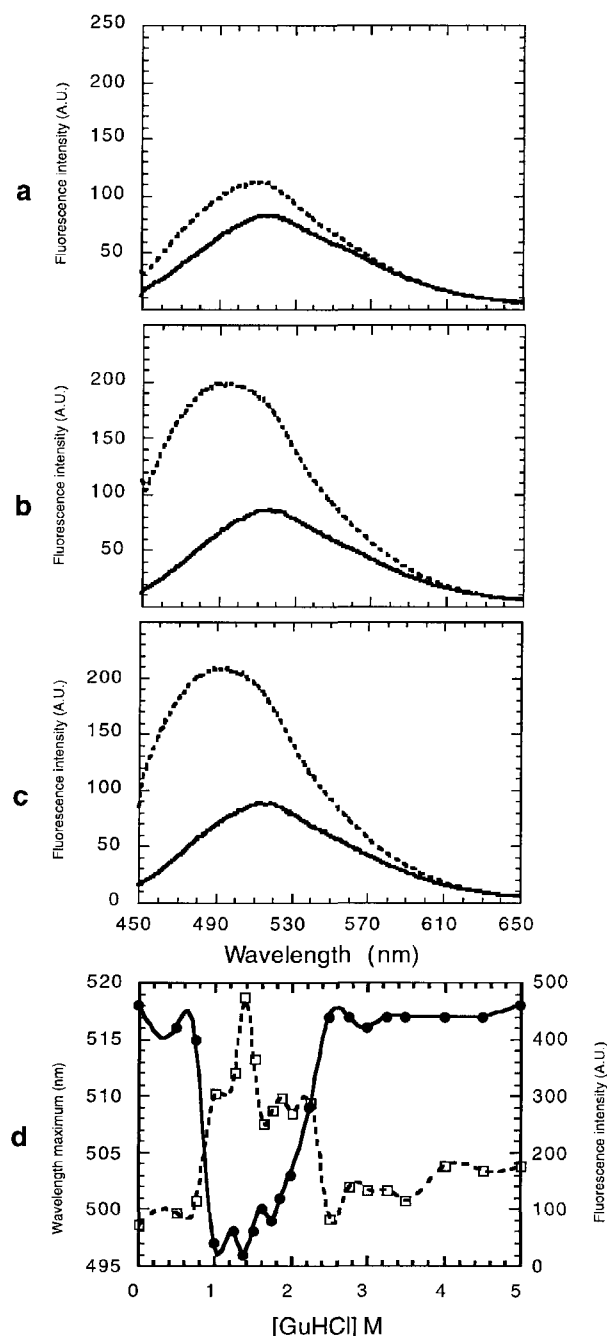 250
200
150
100
50
Fluorescence intensity (A.U.)
a
200
150
100
50
Fluorescence intensity (A.U.)
b
200
150
100
50
0
Fluorescence intensity (A.U.)
c
450 490 530 570 610 650
Wavelength (nm)
520
515
510
505
500
495
Wavelength maximum (nm)
d
500
400
300
200
100
0
Fluorescence intensity (A.U.)
0 1 2 3 4 5
[GuHCl] M